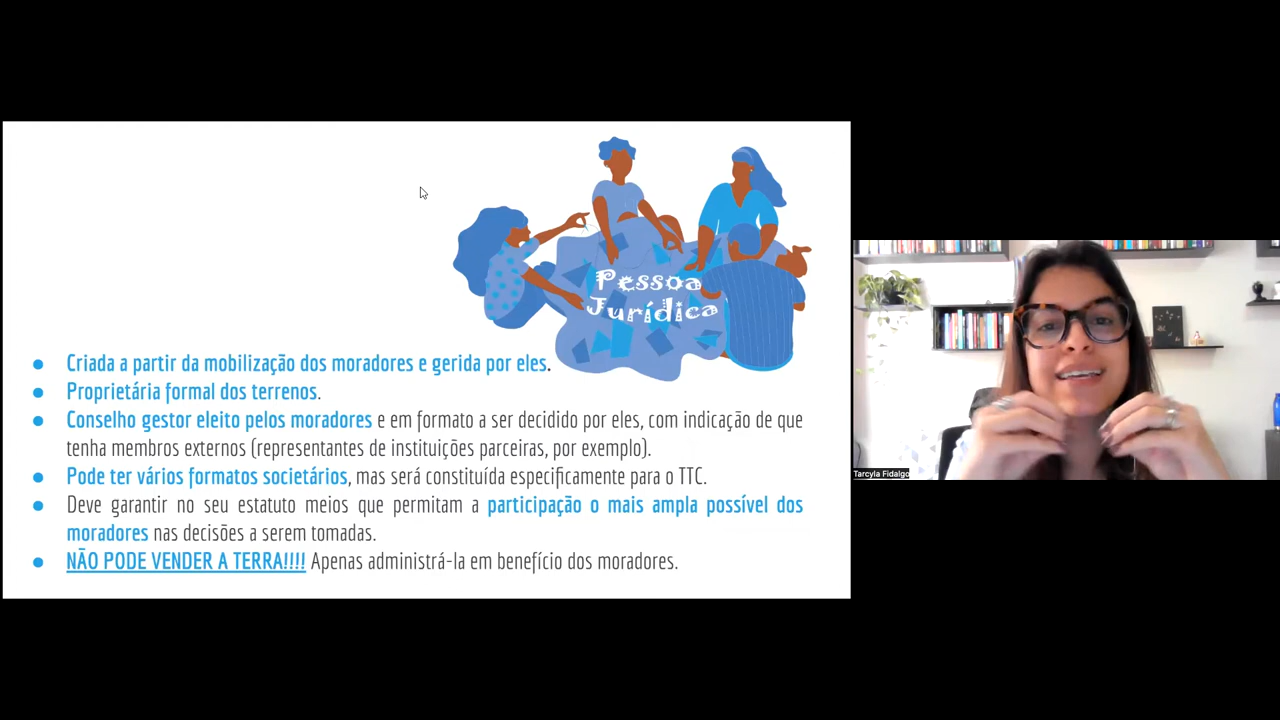 Pessoa
Jurídica
● Criada a partir da mobilização dos moradores e gerida por eles.
● Proprietária formal dos terrenos.
● Conselho gestor eleito pelos moradores e em formato a ser decidido por eles, com indicação de que
tenha membros externos (representantes de instituições parceiras, por exemplo).
● Pode ter vários formatos societários, mas será constituída especificamente para o TTC.
● Deve garantir no seu estatuto meios que permitam a participação o mais ampla possível dos
moradores nas decisões a serem tomadas.
● NÃO PODE VENDER A TERRA!!!! Apenas administrá-la em benefício dos moradores.
Tarcyla Fidalgo